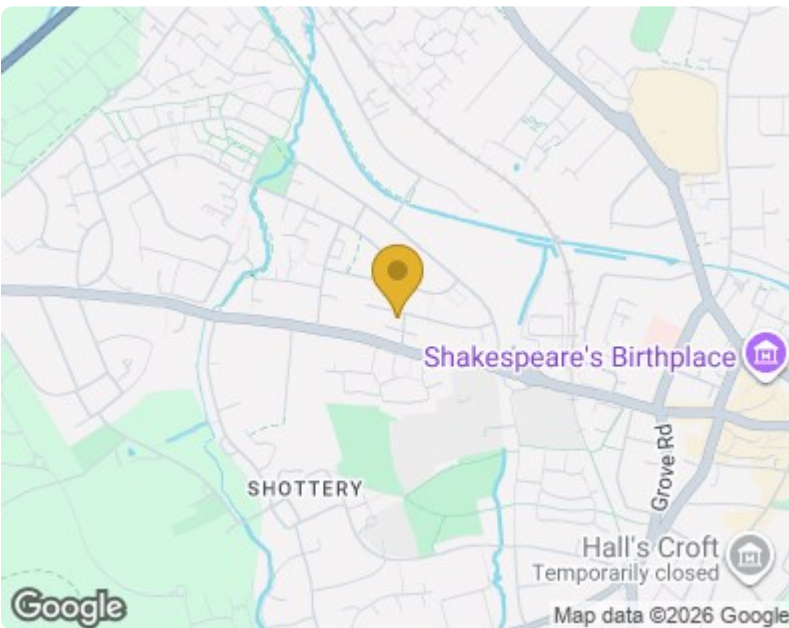 Shakespeare's Birthplace
Grove Rd
SHOTTERY
Hall's Croft
Temporarily closed
Google
Map data ©2026 Google